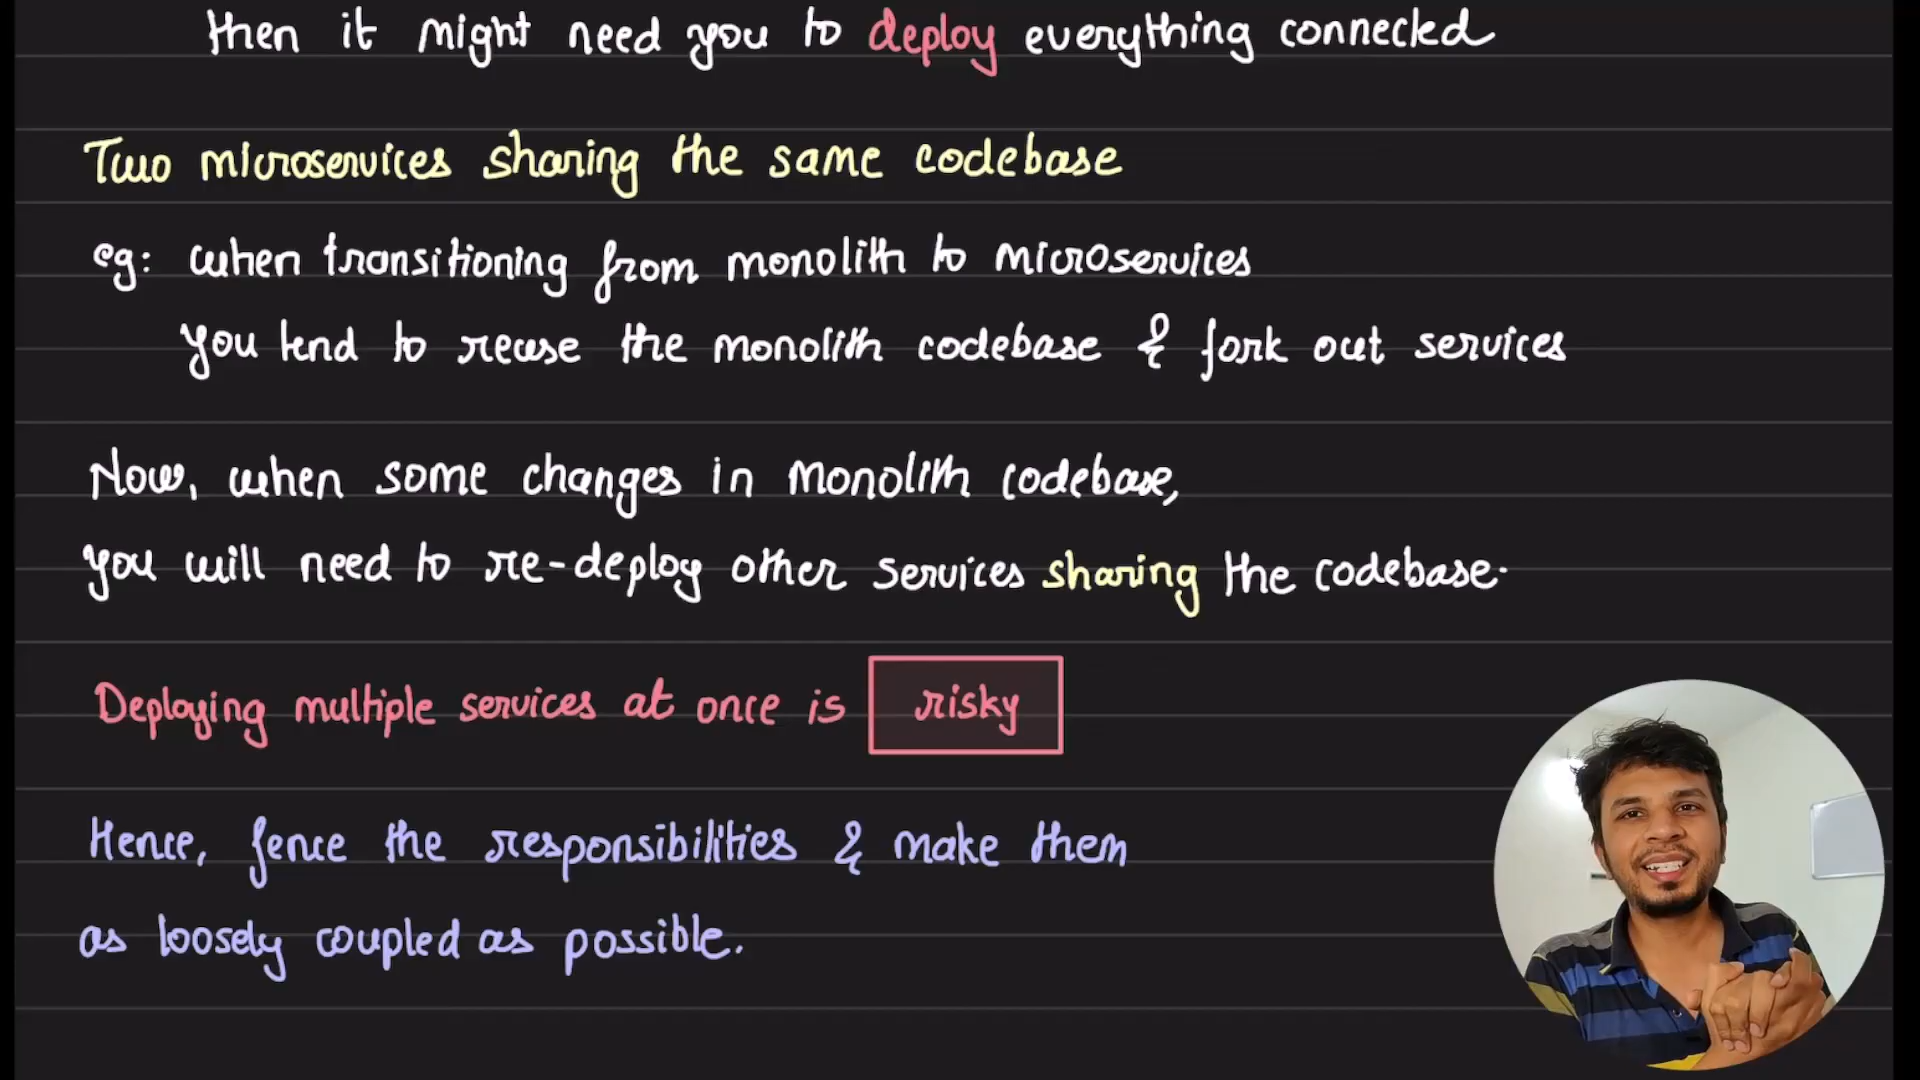 then it might need you to deploy everything connected
Two microservices sharing the same codebase
eg: when transitioning from monolith to microservices
you tend to reuse the monolith codebase & fork out services
Now, when some changes in monolith codebase,
you will need to re-deploy other services sharing the codebase.
Deploying multiple services at once is risky
Hence, fence the responsibilities & make them
as loosely coupled as possible.